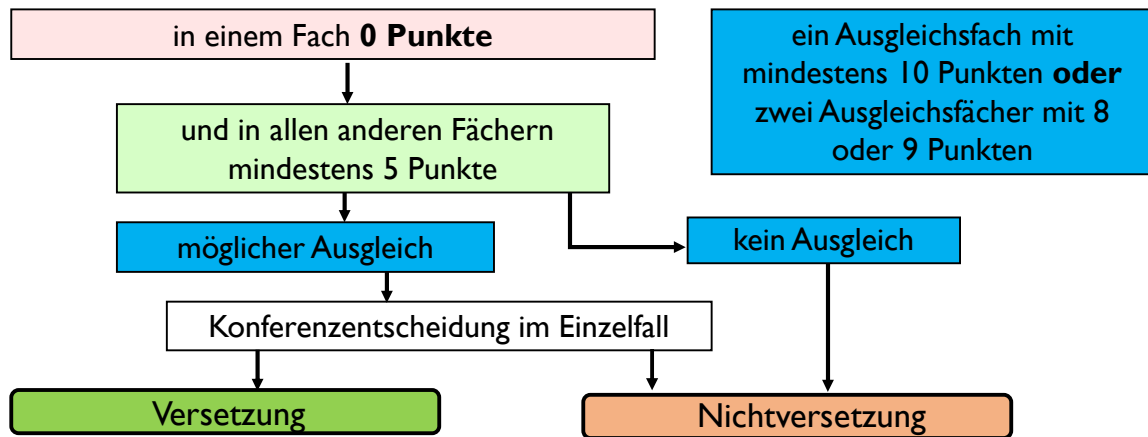 in einem Fach 0 Punkte
ein Ausgleichsfach mit
mindestens 10 Punkten oder
zwei Ausgleichsfächer mit 8
oder 9 Punkten
und in allen anderen Fächern
mindestens 5 Punkte
möglicher Ausgleich
kein Ausgleich
Konferenzentscheidung im Einzelfall
Versetzung
Nichtversetzung